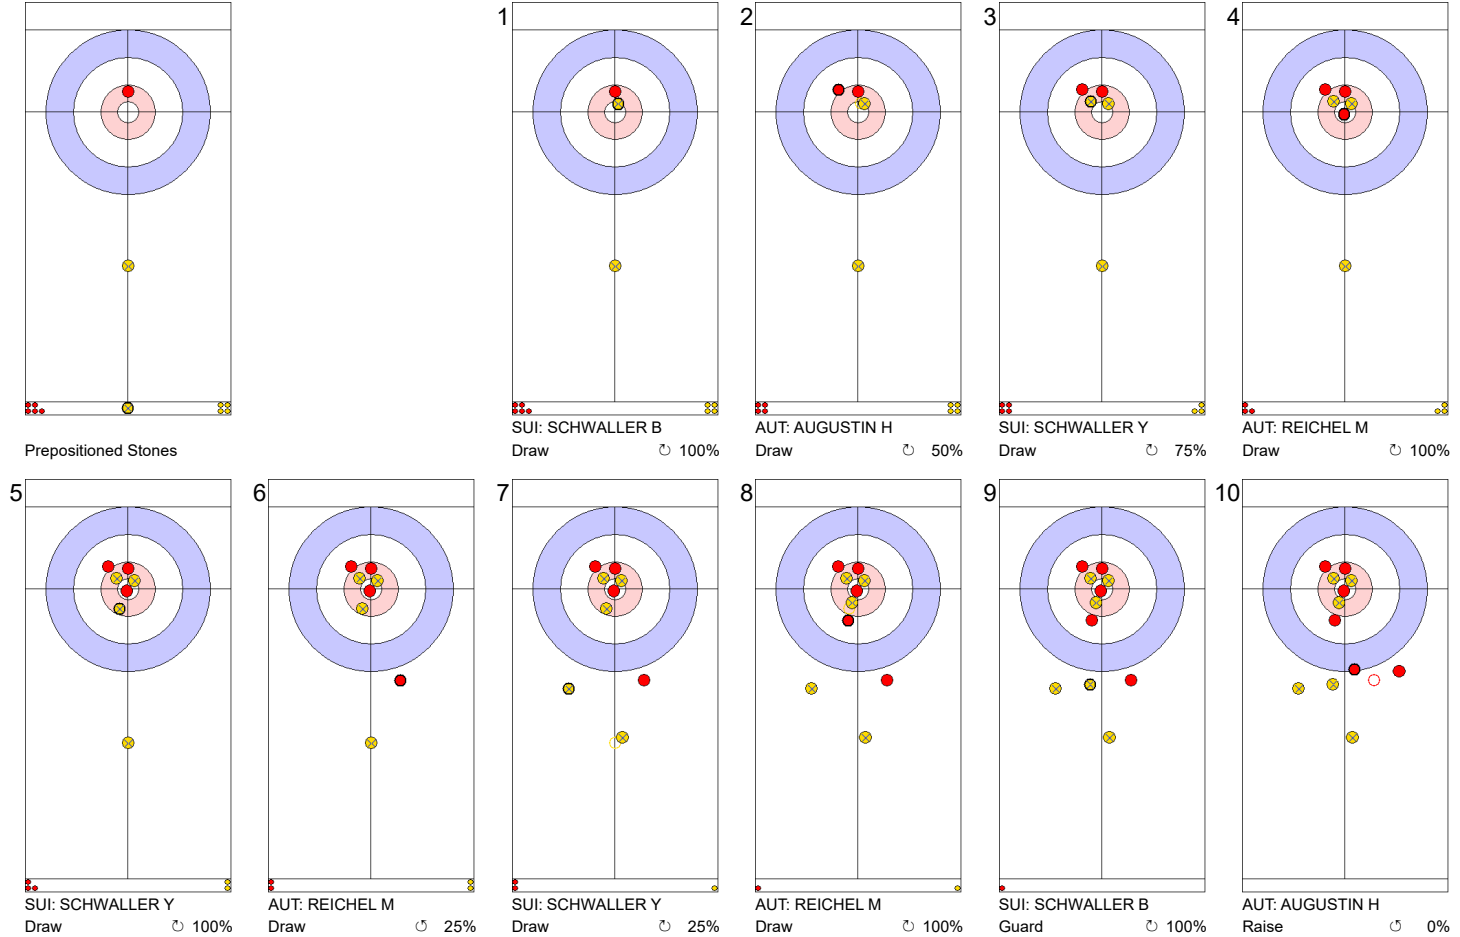 1
2
3
4
Prepositioned Stones
SUI: SCHWALLER B
Draw ↻ 100%
AUT: AUGUSTIN H
Draw ↻ 50%
SUI: SCHWALLER Y
Draw ↻ 75%
AUT: REICHEL M
Draw ↻ 100%
5
6
7
8
9
10
SUI: SCHWALLER Y
Draw ↻ 100%
AUT: REICHEL M
Draw ↺ 25%
SUI: SCHWALLER Y
Draw ↻ 25%
AUT: REICHEL M
Draw ↻ 100%
SUI: SCHWALLER B
Guard ↻ 100%
AUT: AUGUSTIN H
Raise ↺ 0%